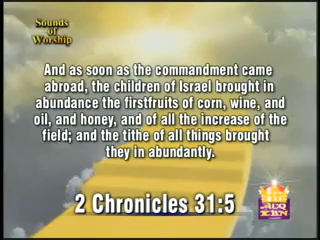 Sounds
of
Worship
And as soon as the commandment came
abroad, the children of Israel brought in
abundance the firstfruits of corn, wine, and
oil, and honey, and of all the increase of the
field; and the tithe of all things brought
they in abundantly.
2 Chronicles 31:5